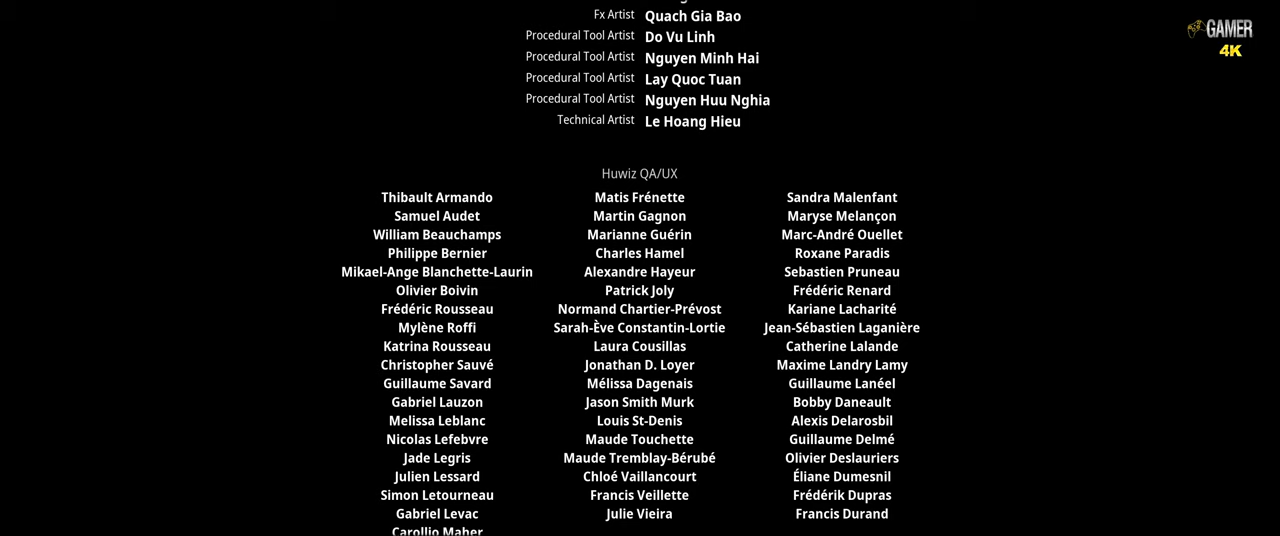 Fx Artist Quach Gia Bao
Procedural Tool Artist Do Vu Linh
Procedural Tool Artist Nguyen Minh Hai
Procedural Tool Artist Lay Quoc Tuan
Procedural Tool Artist Nguyen Huu Nghia
Technical Artist Le Hoang Hieu
GAMER
4K
Huwiz QA/UX
Thibault Armando Matis Frénette Sandra Malenfant
Samuel Audet Martin Gagnon Maryse Melançon
William Beauchamps Marianne Guérin Marc-André Ouellet
Philippe Bernier Charles Hamel Roxane Paradis
Mikael-Ange Blanchette-Laurin Alexandre Hayeur Sebastien Pruneau
Olivier Boivin Patrick Joly Frédéric Renard
Frédéric Rousseau Normand Chartier-Prévost Kariane Lacharité
Mylène Roffi Sarah-Ève Constantin-Lortie Jean-Sébastien Laganière
Katrina Rousseau Laura Cousillas Catherine Lalande
Christopher Sauvé Jonathan D. Loyer Maxime Landry Lamy
Guillaume Savard Mélissa Dagenais Guillaume Lanéel
Gabriel Lauzon Jason Smith Murk Bobby Daneault
Melissa Leblanc Louis St-Denis Alexis Delarosbil
Nicolas Lefebvre Maude Touchette Guillaume Delmé
Jade Legris Maude Tremblay-Bérubé Olivier Deslauriers
Julien Lessard Chloé Vaillancourt Éliane Dumesnil
Simon Letourneau Francis Veillette Frédérik Dupras
Gabriel Levac Julie Vieira Francis Durand
Carollio Maher